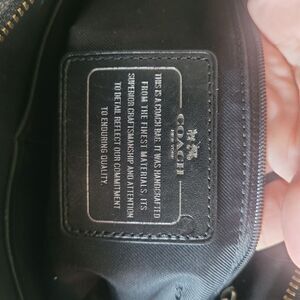 COACH
NEW YORK
THIS IS A COACH BAG. IT WAS HANDCRAFTED
FROM THE FINEST MATERIALS. ITS
SUPERIOR CRAFTSMANSHIP AND ATTENTION
TO DETAIL REFLECT OUR COMMITMENT
TO ENDURING QUALITY.